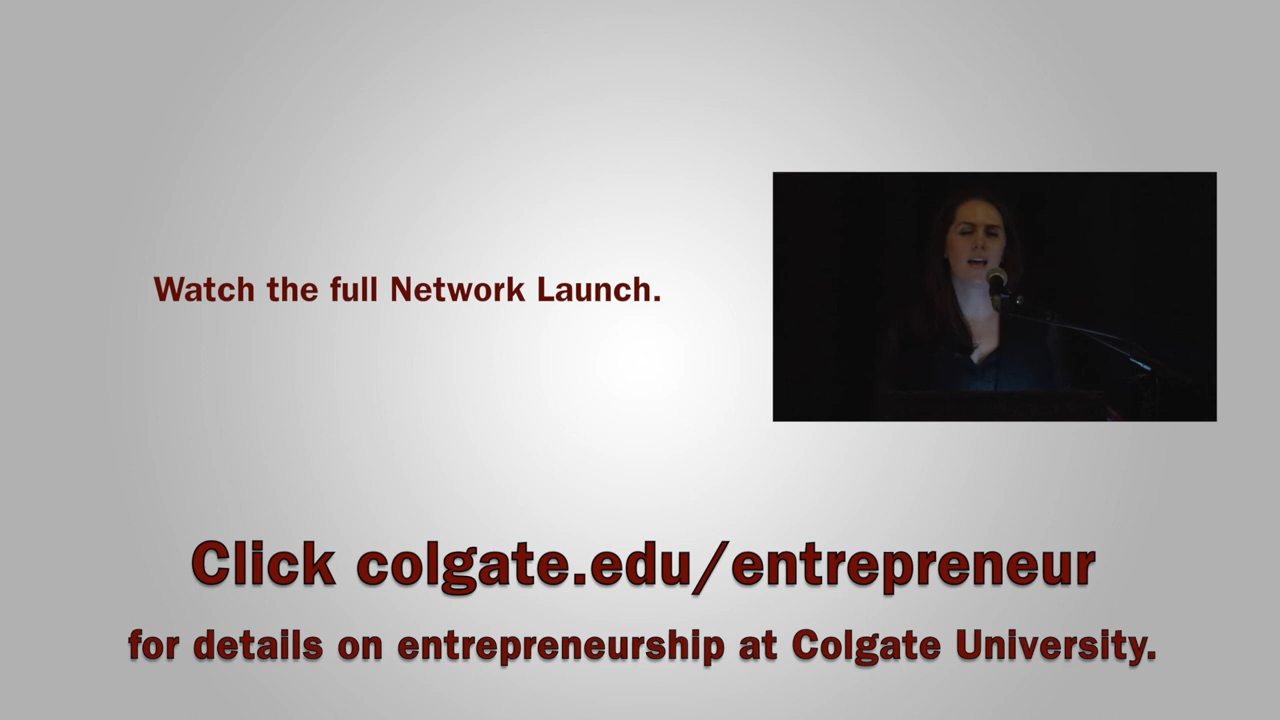 Watch the full Network Launch.
Click colgate.edu/entrepreneur
for details on entrepreneurship at Colgate University.